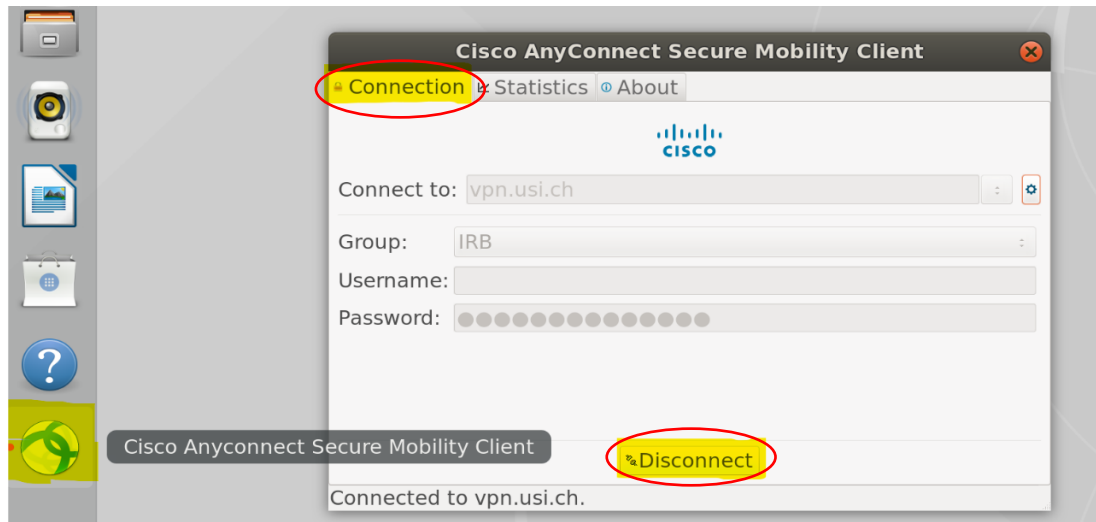 Cisco AnyConnect Secure Mobility Client
Connection Statistics About
CISCO
Connect to: vpn.usi.ch
Group: IRB
Username:
Password:
Cisco Anyconnect Secure Mobility Client
Disconnect
Connected to vpn.usi.ch.